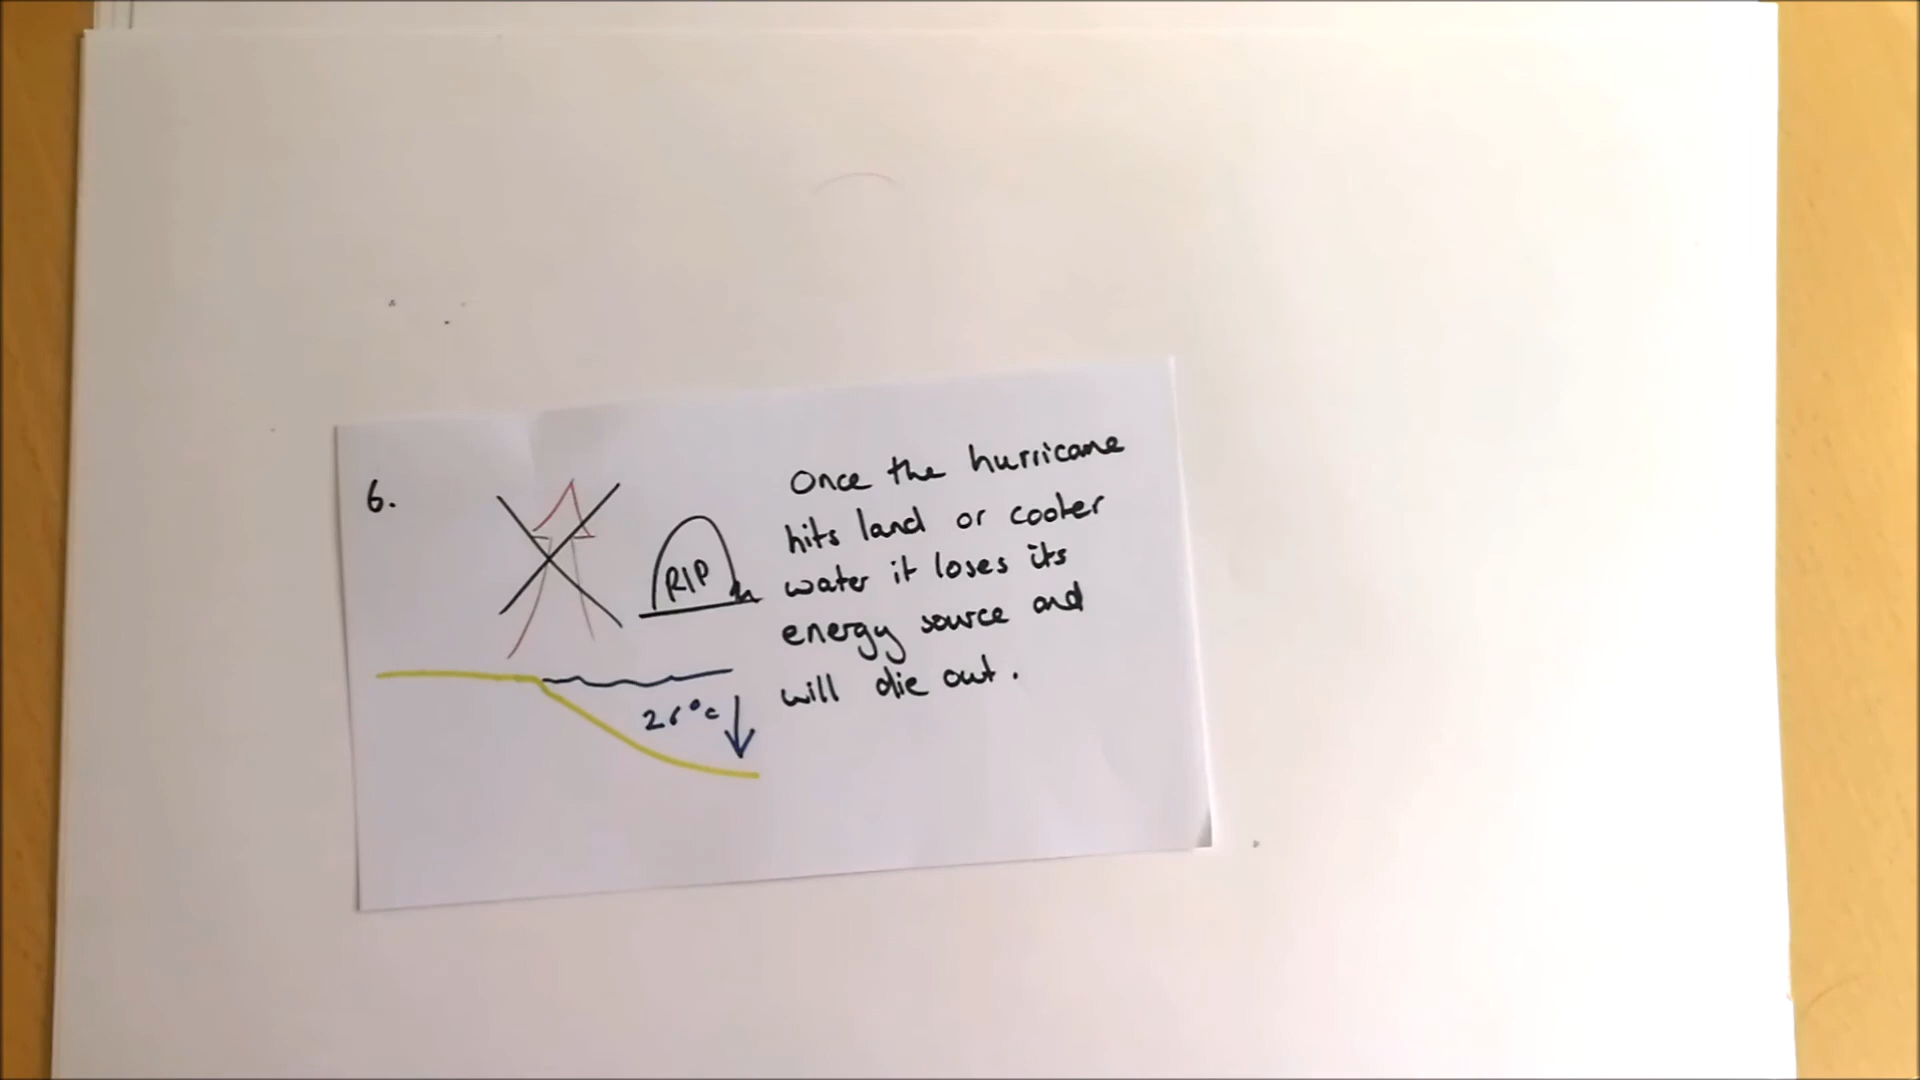 6.
RIP
26°c
Once the hurricane
hits land or cooler
water it loses its
energy source and
will die out.